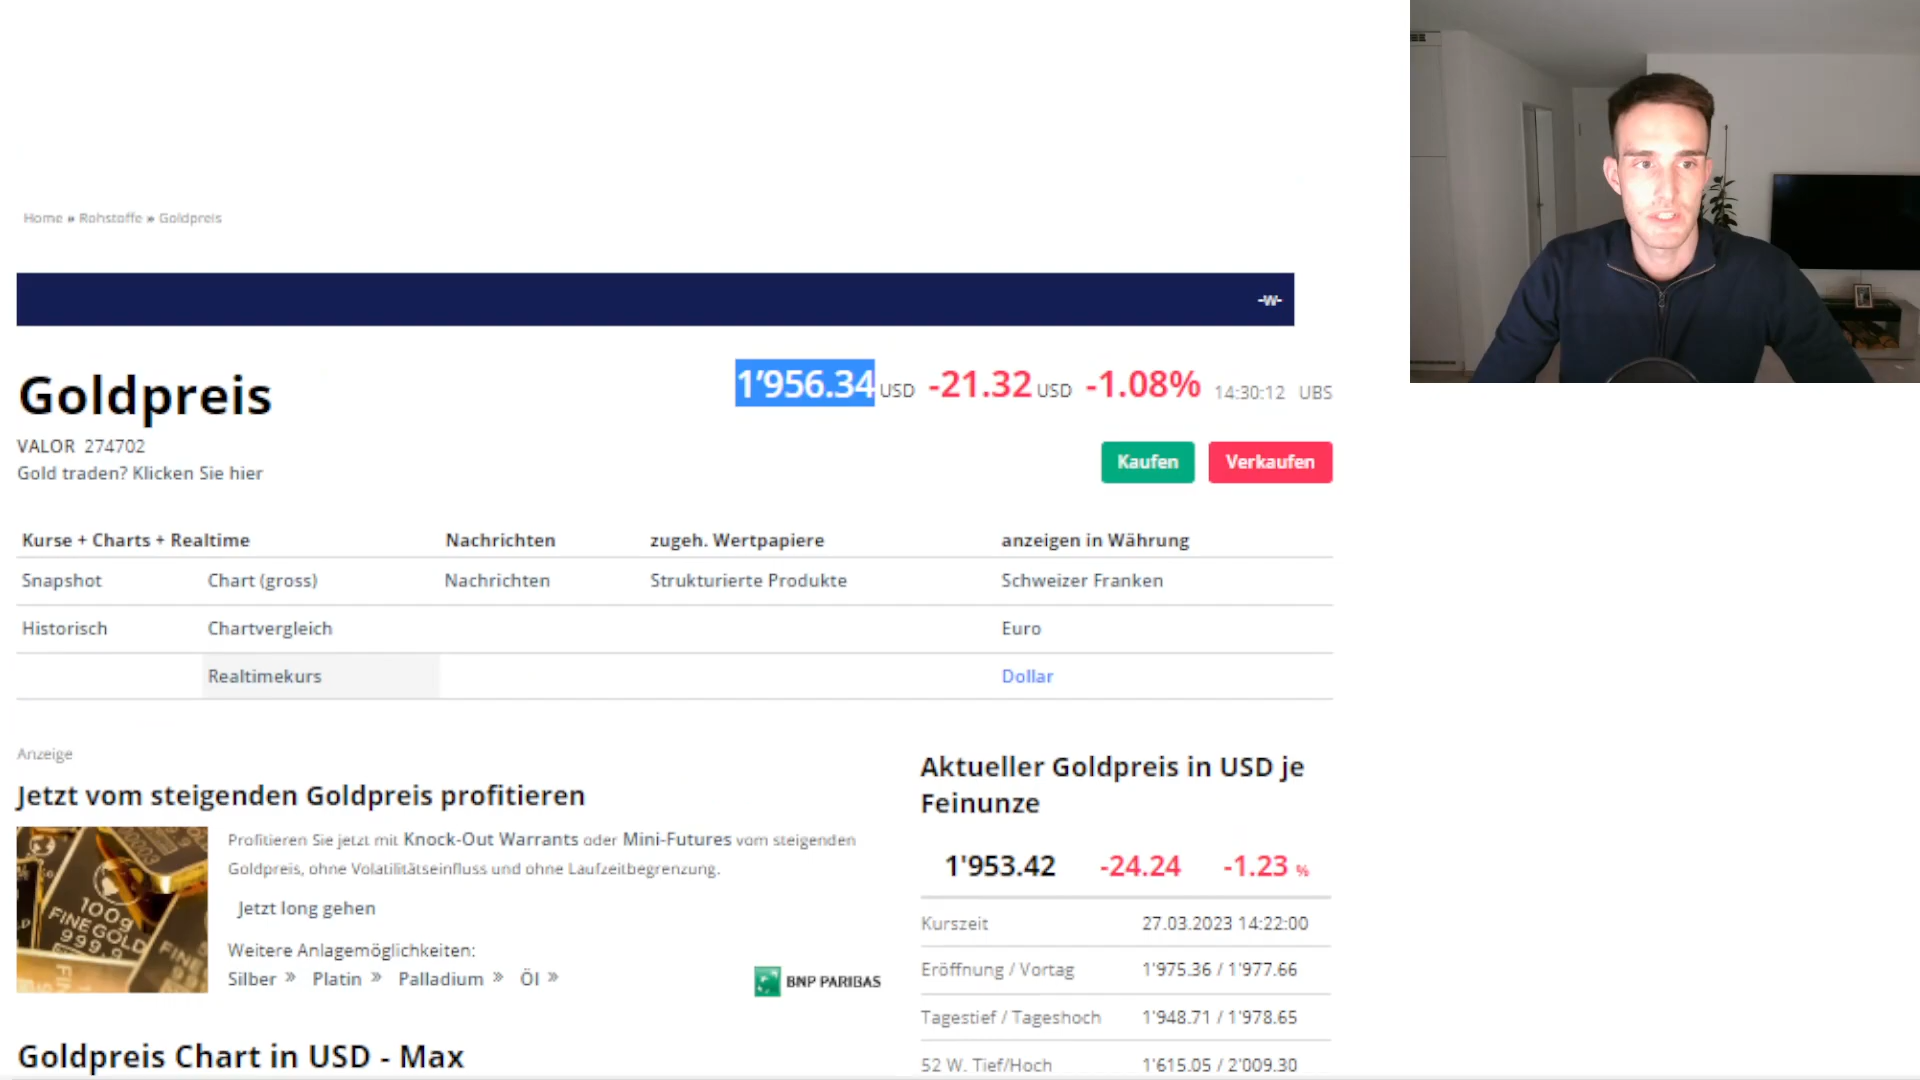 Home » Rohstoffe » Goldpreis
-W-
Goldpreis
1’956.34 USD -21.32 USD -1.08% 14:30:12 UBS
VALOR 274702
Gold traden? Klicken Sie hier
Kaufen Verkaufen
Kurse + Charts + Realtime Nachrichten zugeh. Wertpapiere anzeigen in Währung
Snapshot Chart (gross) Nachrichten Strukturierte Produkte Schweizer Franken
Historisch Chartvergleich Euro
Realtimekurs Dollar
Anzeige
Jetzt vom steigenden Goldpreis profitieren
Profitieren Sie jetzt mit Knock-Out Warrants oder Mini-Futures vom steigenden
Goldpreis, ohne Volatilitätseinfluss und ohne Laufzeitbegrenzung.
Jetzt long gehen
Weitere Anlagemöglichkeiten:
Silber » Platin » Palladium » Öl »
BNP PARIBAS
100g
FINE GOLD
999.9
Goldpreis Chart in USD - Max
Aktueller Goldpreis in USD je
Feinunze
1'953.42 -24.24 -1.23 %
Kurszeit 27.03.2023 14:22:00
Eröffnung / Vortag 1'975.36 / 1'977.66
Tagestief / Tageshoch 1'948.71 / 1'978.65
52 W. Tief/Hoch 1'615.05 / 2'009.30